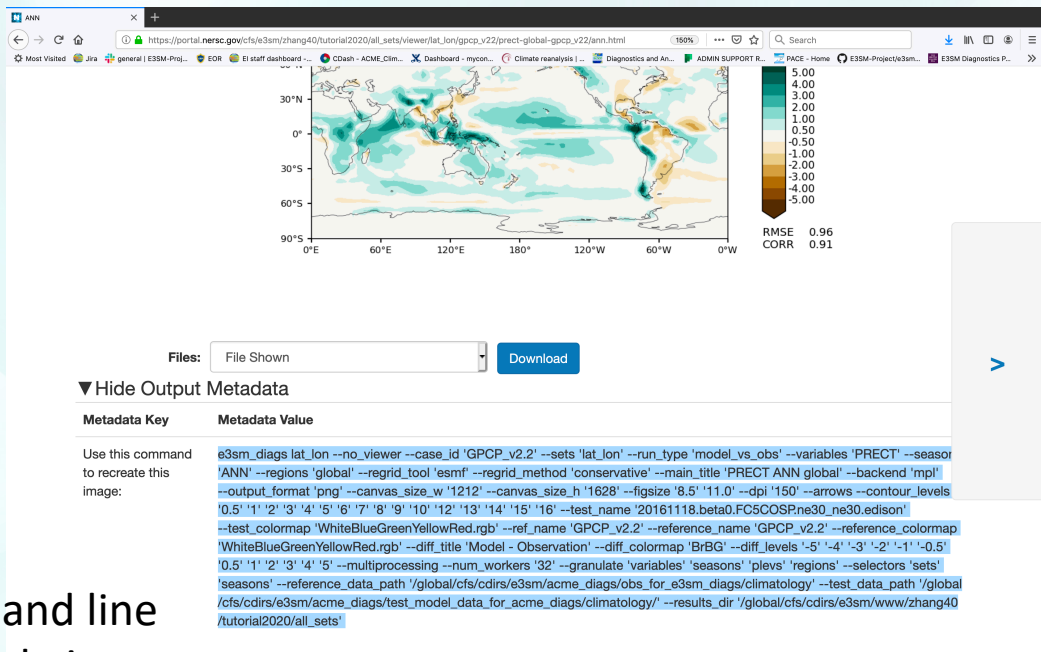 ANN
https://portal.nersc.gov/cfs/e3sm/zhang40/tutorial2020/all_sets/viewer/lat_lon/gpcp_v22/prect-global-gpcp_v22/ann.html 150% Search
Most Visited Jira general | E3SM-Proj... EOR EI staff dashboard -... CDash - ACME_Clim... Dashboard - mycon... Climate reanalysis | ... Diagnostics and An... ADMIN SUPPORT R... PACE - Home E3SM-Project/e3sm... E3SM Diagnostics P...
30°N
0°
30°S
60°S
90°S
0°E 60°E 120°E 180° 120°W 60°W 0°W
5.00
4.00
3.00
2.00
1.00
0.50
-0.50
-1.00
-2.00
-3.00
-4.00
-5.00
RMSE 0.96
CORR 0.91
Files: File Shown Download
▼Hide Output Metadata
Metadata Key Metadata Value
Use this command
to recreate this
image:
e3sm_diags lat_lon --no_viewer --case_id 'GPCP_v2.2' --sets 'lat_lon' --run_type 'model_vs_obs' --variables 'PRECT' --season
'ANN' --regions 'global' --regrid_tool 'esmf' --regrid_method 'conservative' --main_title 'PRECT ANN global' --backend 'mpl'
--output_format 'png' --canvas_size_w '1212' --canvas_size_h '1628' --figsize '8.5' '11.0' --dpi '150' --arrows --contour_levels
'0.5' '1' '2' '3' '4' '5' '6' '7' '8' '9' '10' '12' '13' '14' '15' '16' --test_name '20161118.beta0.FC5COSP.ne30_ne30.edison'
--test_colormap 'WhiteBlueGreenYellowRed.rgb' --ref_name 'GPCP_v2.2' --reference_name 'GPCP_v2.2' --reference_colormap
'WhiteBlueGreenYellowRed.rgb' --diff_title 'Model - Observation' --diff_colormap 'BrBG' --diff_levels '-5' '-4' '-3' '-2' '-1' '-0.5'
'0.5' '1' '2' '3' '4' '5' --multiprocessing --num_workers '32' --granulate 'variables' 'seasons' 'plevs' 'regions' --selectors 'sets'
'seasons' --reference_data_path '/global/cfs/cdirs/e3sm/acme_diags/obs_for_e3sm_diags/climatology' --test_data_path '/global
/cfs/cdirs/e3sm/acme_diags/test_model_data_for_acme_diags/climatology/' --results_dir '/global/cfs/cdirs/e3sm/www/zhang40
/tutorial2020/all_sets'
and line